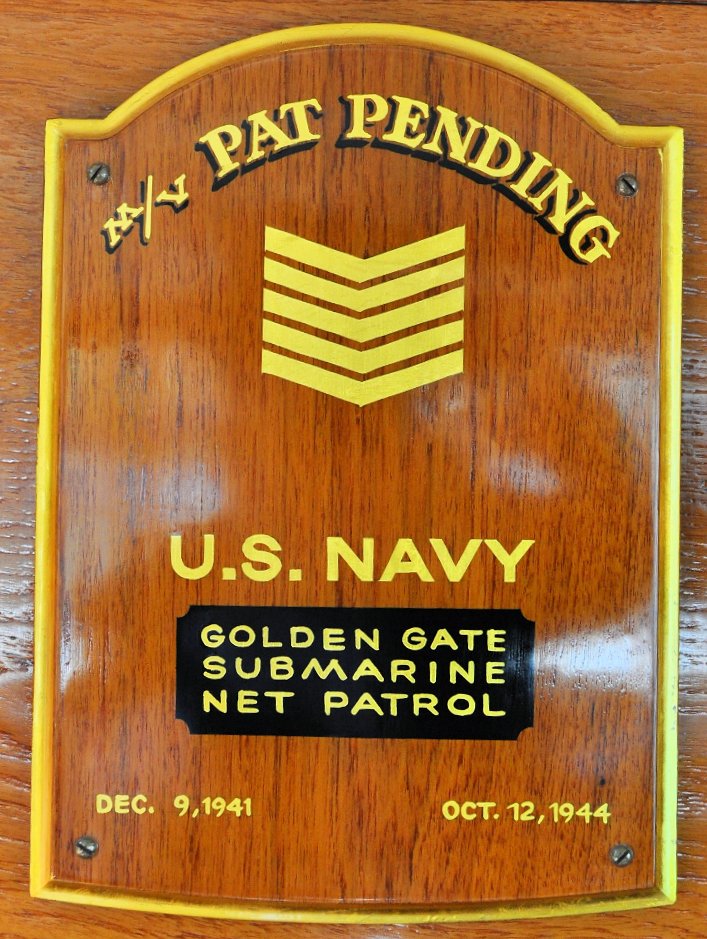 M/V PAT PENDING
U.S. NAVY
GOLDEN GATE
SUBMARINE
NET PATROL
DEC. 9, 1941
OCT. 12, 1944